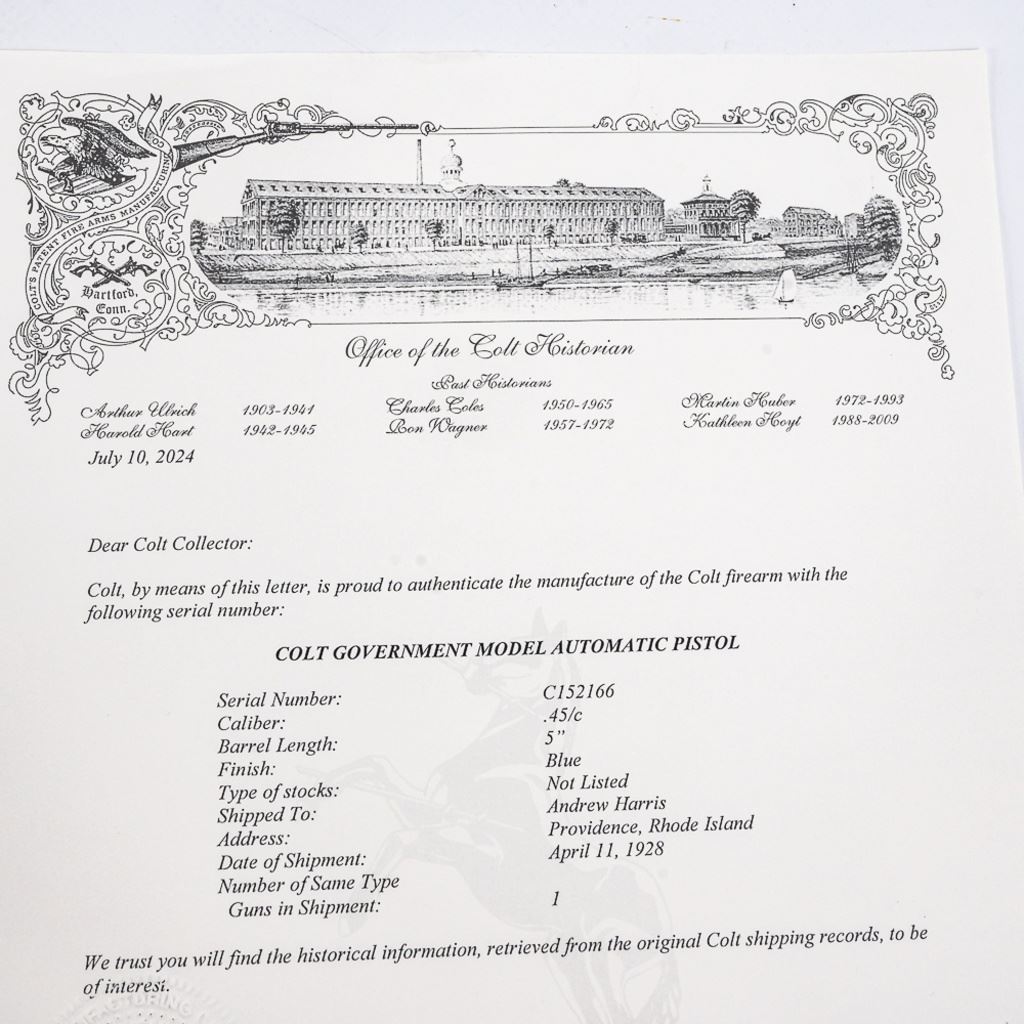 COLT'S PATENT FIRE ARMS MANUFACTURING CO
Hartford,
Conn.
Office of the Colt Historian
Past Historians
Arthur Ulrich 1903-1941 Charles Coles 1950-1965 Martin Huber 1972-1993
Harold Hart 1942-1945 Ron Wagner 1957-1972 Kathleen Hoyt 1988-2009
July 10, 2024
Dear Colt Collector:
Colt, by means of this letter, is proud to authenticate the manufacture of the Colt firearm with the
following serial number:
COLT GOVERNMENT MODEL AUTOMATIC PISTOL
Serial Number: C152166
Caliber: .45/c
Barrel Length: 5”
Finish: Blue
Type of stocks: Not Listed
Shipped To: Andrew Harris
Address: Providence, Rhode Island
Date of Shipment: April 11, 1928
Number of Same Type
Guns in Shipment: 1
We trust you will find the historical information, retrieved from the original Colt shipping records, to be
of interest.